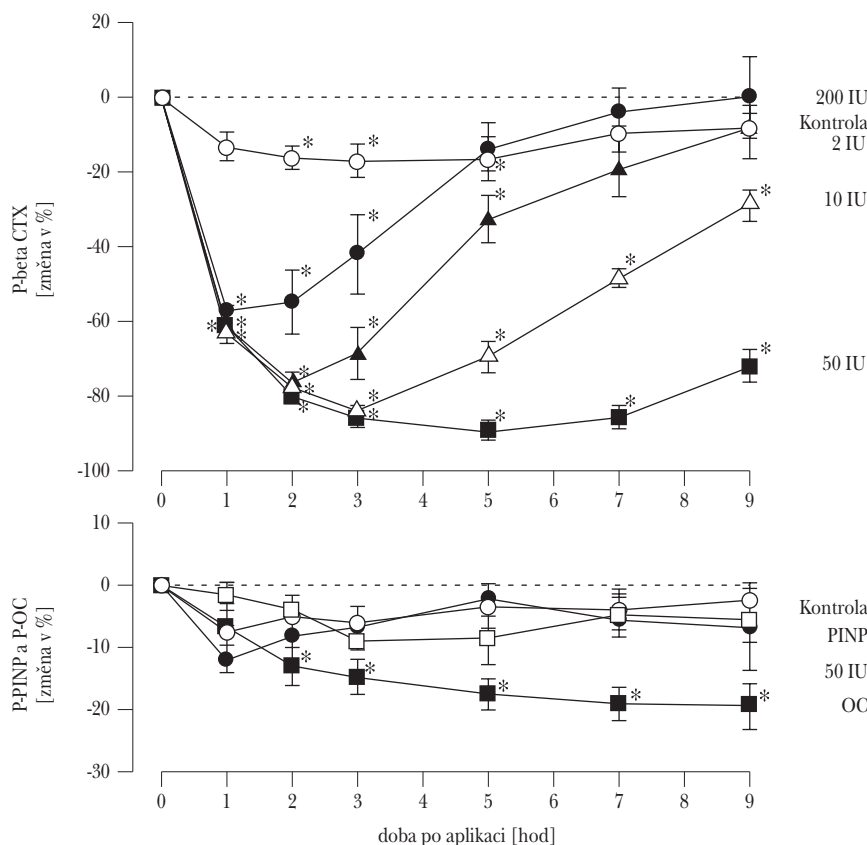 P-beta CTX
[změna v %]
20
0
-20
-40
-60
-80
-100
200 IU
Kontrola
2 IU
10 IU
50 IU
0 1 2 3 4 5 6 7 8 9
P-PINP a P-OC
[změna v %]
10
0
-10
-20
-30
Kontrola
PINP
50 IU
OC
0 1 2 3 4 5 6 7 8 9
doba po aplikaci [hod]